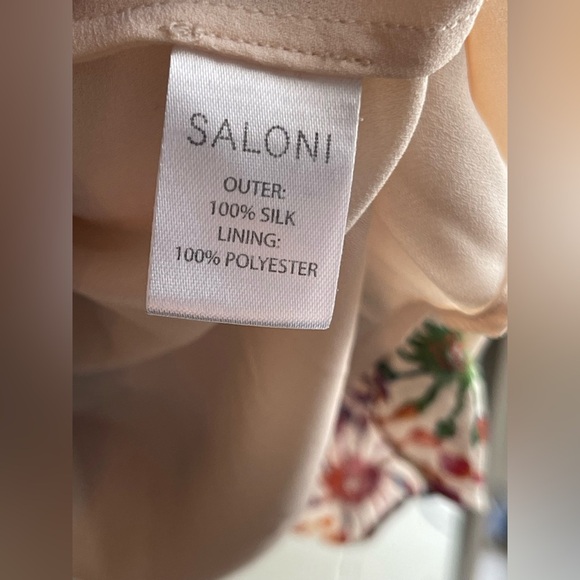 SALONI
OUTER:
100% SILK
LINING:
100% POLYESTER